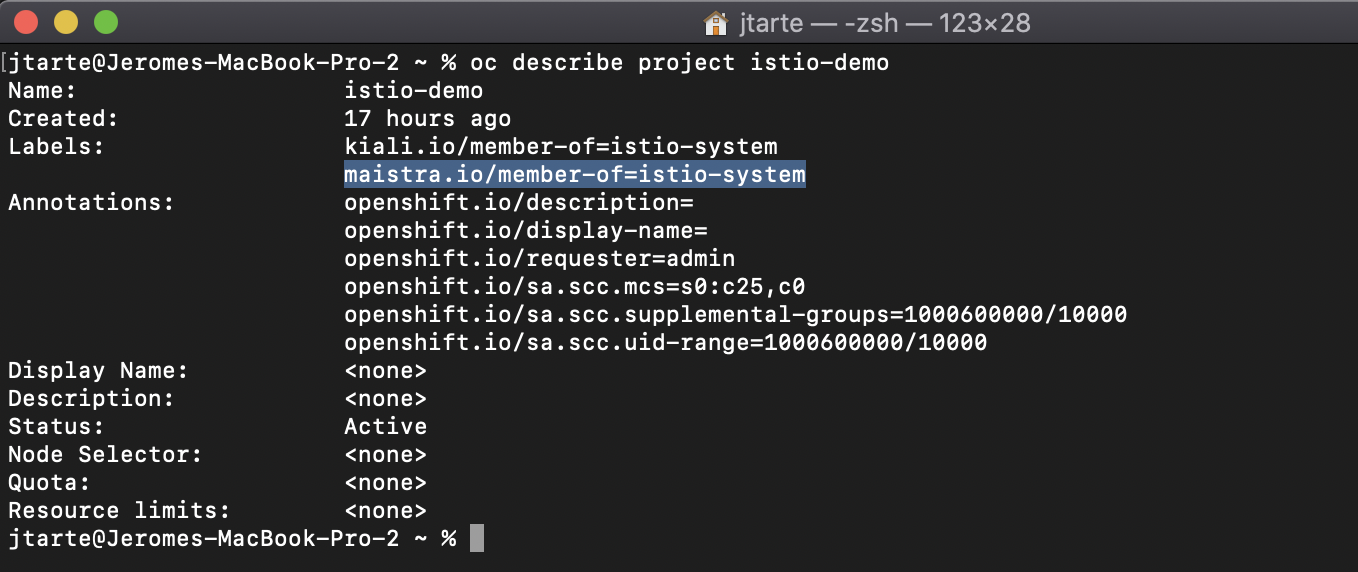 jtarte — -zsh — 123×28
[jtarte@Jeromes-MacBook-Pro-2 ~ % oc describe project istio-demo
Name: istio-demo
Created: 17 hours ago
Labels: kiali.io/member-of=istio-system
maistra.io/member-of=istio-system
Annotations: openshift.io/description=
openshift.io/display-name=
openshift.io/requester=admin
openshift.io/sa.scc.mcs=s0:c25,c0
openshift.io/sa.scc.supplemental-groups=1000600000/10000
openshift.io/sa.scc.uid-range=1000600000/10000
Display Name: <none>
Description: <none>
Status: Active
Node Selector: <none>
Quota: <none>
Resource limits: <none>
jtarte@Jeromes-MacBook-Pro-2 ~ %